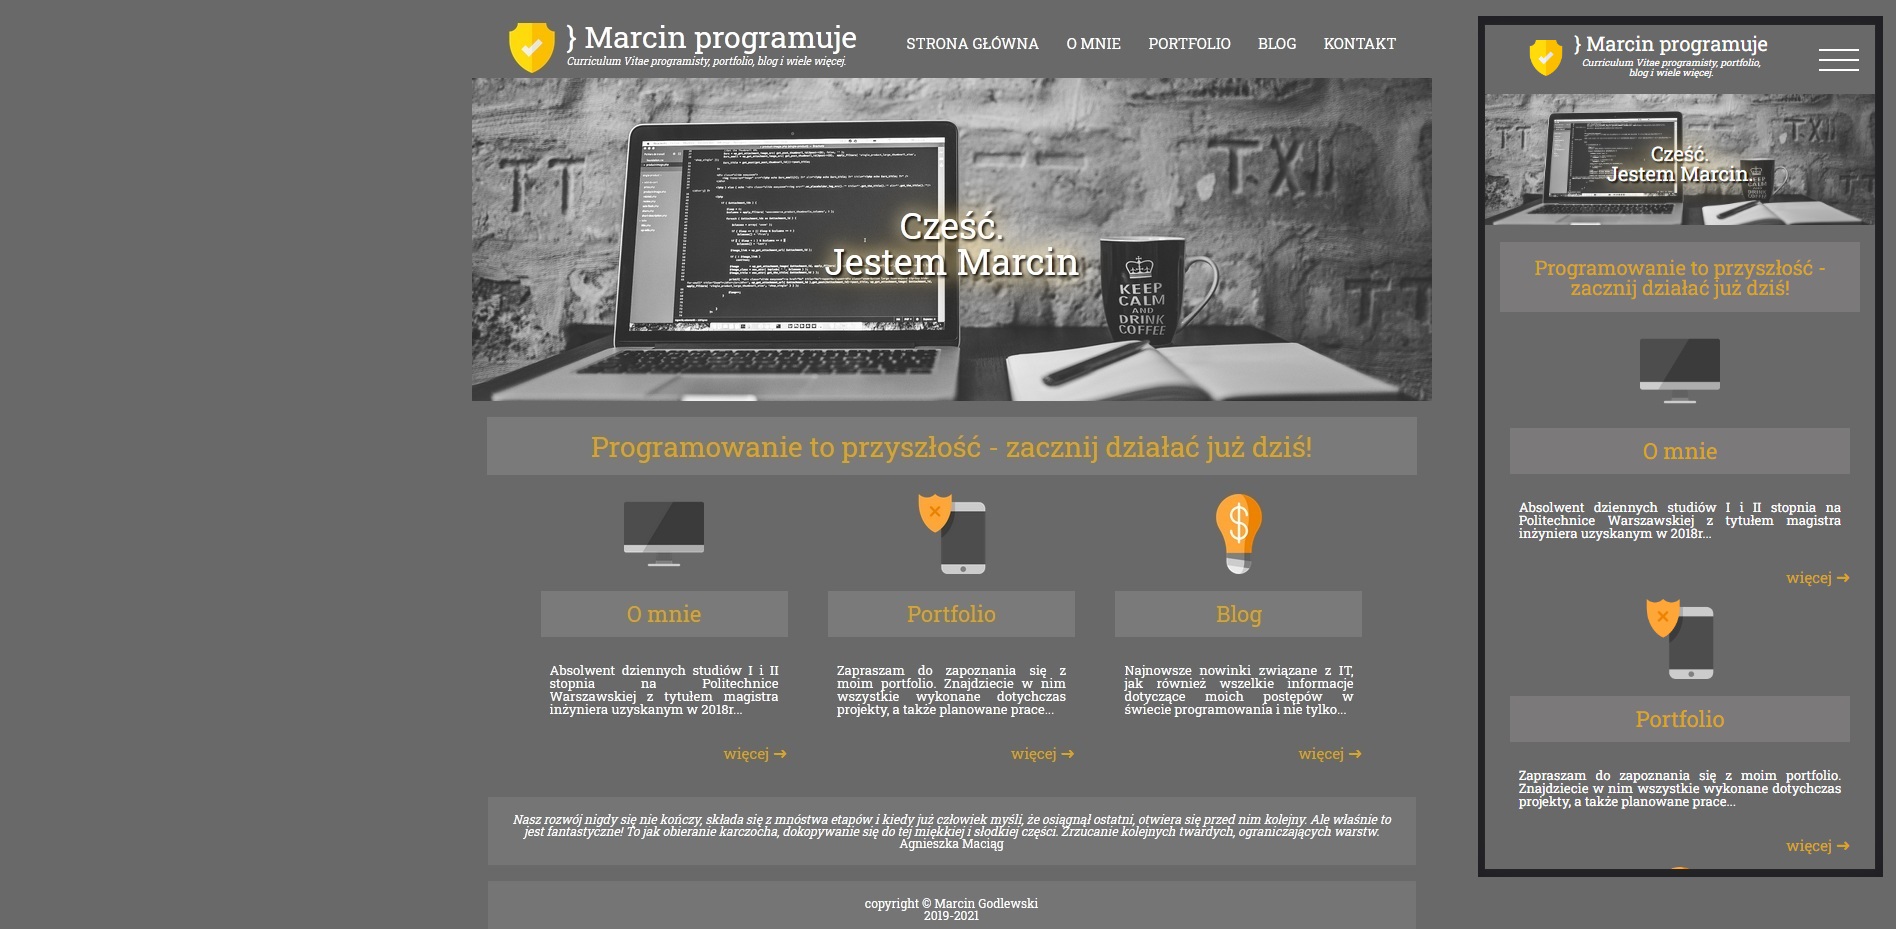 } Marcin programuje
Curriculum Vitae programisty, portfolio, blog i wiele więcej.
STRONA GŁÓWNA O MNIE PORTFOLIO BLOG KONTAKT
Cześć.
Jestem Marcin
KEEP
CALM
AND
DRINK
COFFEE
Programowanie to przyszłość - zacznij działać już dziś!
O mnie
Absolwent dziennych studiów I i II
stopnia na Politechnice
Warszawskiej z tytułem magistra
inżyniera uzyskanym w 2018r...
więcej ➔
Portfolio
Zapraszam do zapoznania się z
moim portfolio. Znajdziecie w nim
wszystkie wykonane dotychczas
projekty, a także planowane prace...
więcej ➔
Blog
Najnowsze nowinki związane z IT,
jak również wszelkie informacje
dotyczące moich postępów w
świecie programowania i nie tylko...
więcej ➔
Nasz rozwój nigdy się nie kończy, składa się z mnóstwa etapów i kiedy już człowiek myśli, że osiągnął ostatni, otwiera się przed nim kolejny. Ale właśnie to
jest fantastyczne! To jak obieranie karczocha, dokopywanie się do tej miękkiej i słodkiej części. Zrzucanie kolejnych twardych, ograniczających warstw.
Agnieszka Maciąg
copyright © Marcin Godlewski
2019-2021
} Marcin programuje
Curriculum Vitae programisty, portfolio,
blog i wiele więcej.
Cześć.
Jestem Marcin.
KEEP
CALM
AND
DRINK
COFFEE
Programowanie to przyszłość -
zacznij działać już dziś!
O mnie
Absolwent dziennych studiów I i II stopnia na
Politechnice Warszawskiej z tytułem magistra
inżyniera uzyskanym w 2018r...
więcej ➔
Portfolio
Zapraszam do zapoznania się z moim portfolio.
Znajdziecie w nim wszystkie wykonane dotychczas
projekty, a także planowane prace...
więcej ➔